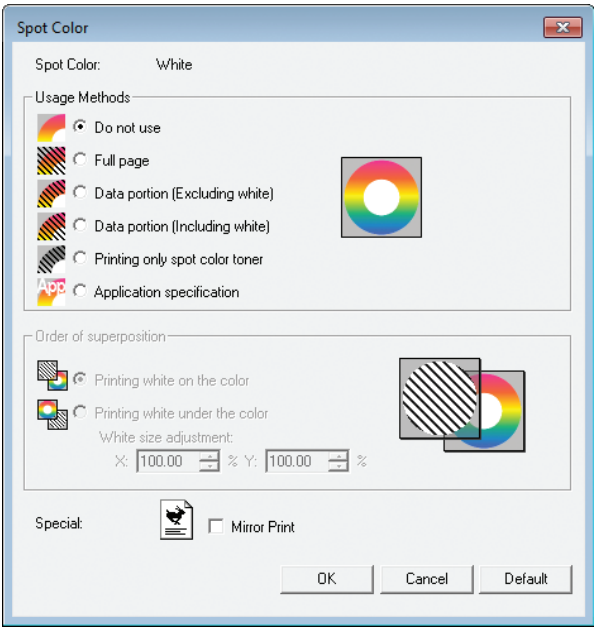 Spot Color
Spot Color: White
Usage Methods
Do not use
Full page
Data portion (Excluding white)
Data portion (Including white)
Printing only spot color toner
App Application specification
Order of superposition
Printing white on the color
Printing white under the color
White size adjustment:
X: 100.00 % Y: 100.00 %
Special: Mirror Print
OK Cancel Default